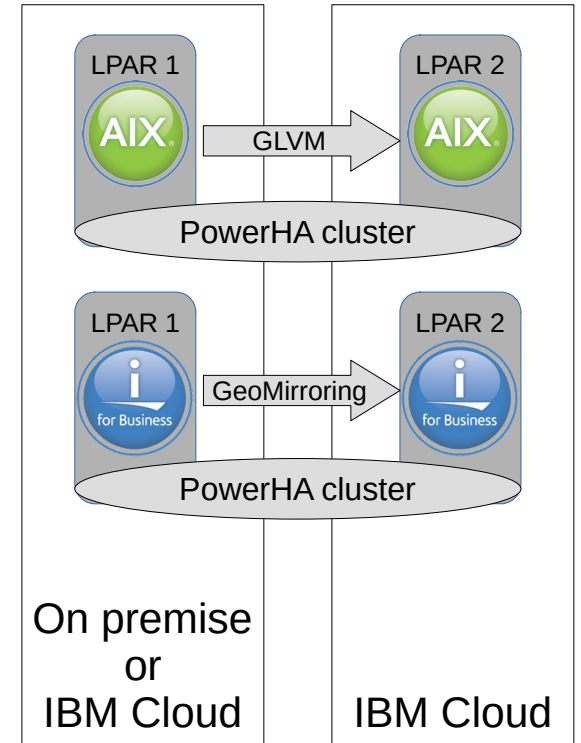 LPAR 1
LPAR 2
AIX.
GLVM
AIX.
PowerHA cluster
LPAR 1
LPAR 2
i
for Business
GeoMirroring
i
for Business
PowerHA cluster
On premise
or
IBM Cloud
IBM Cloud